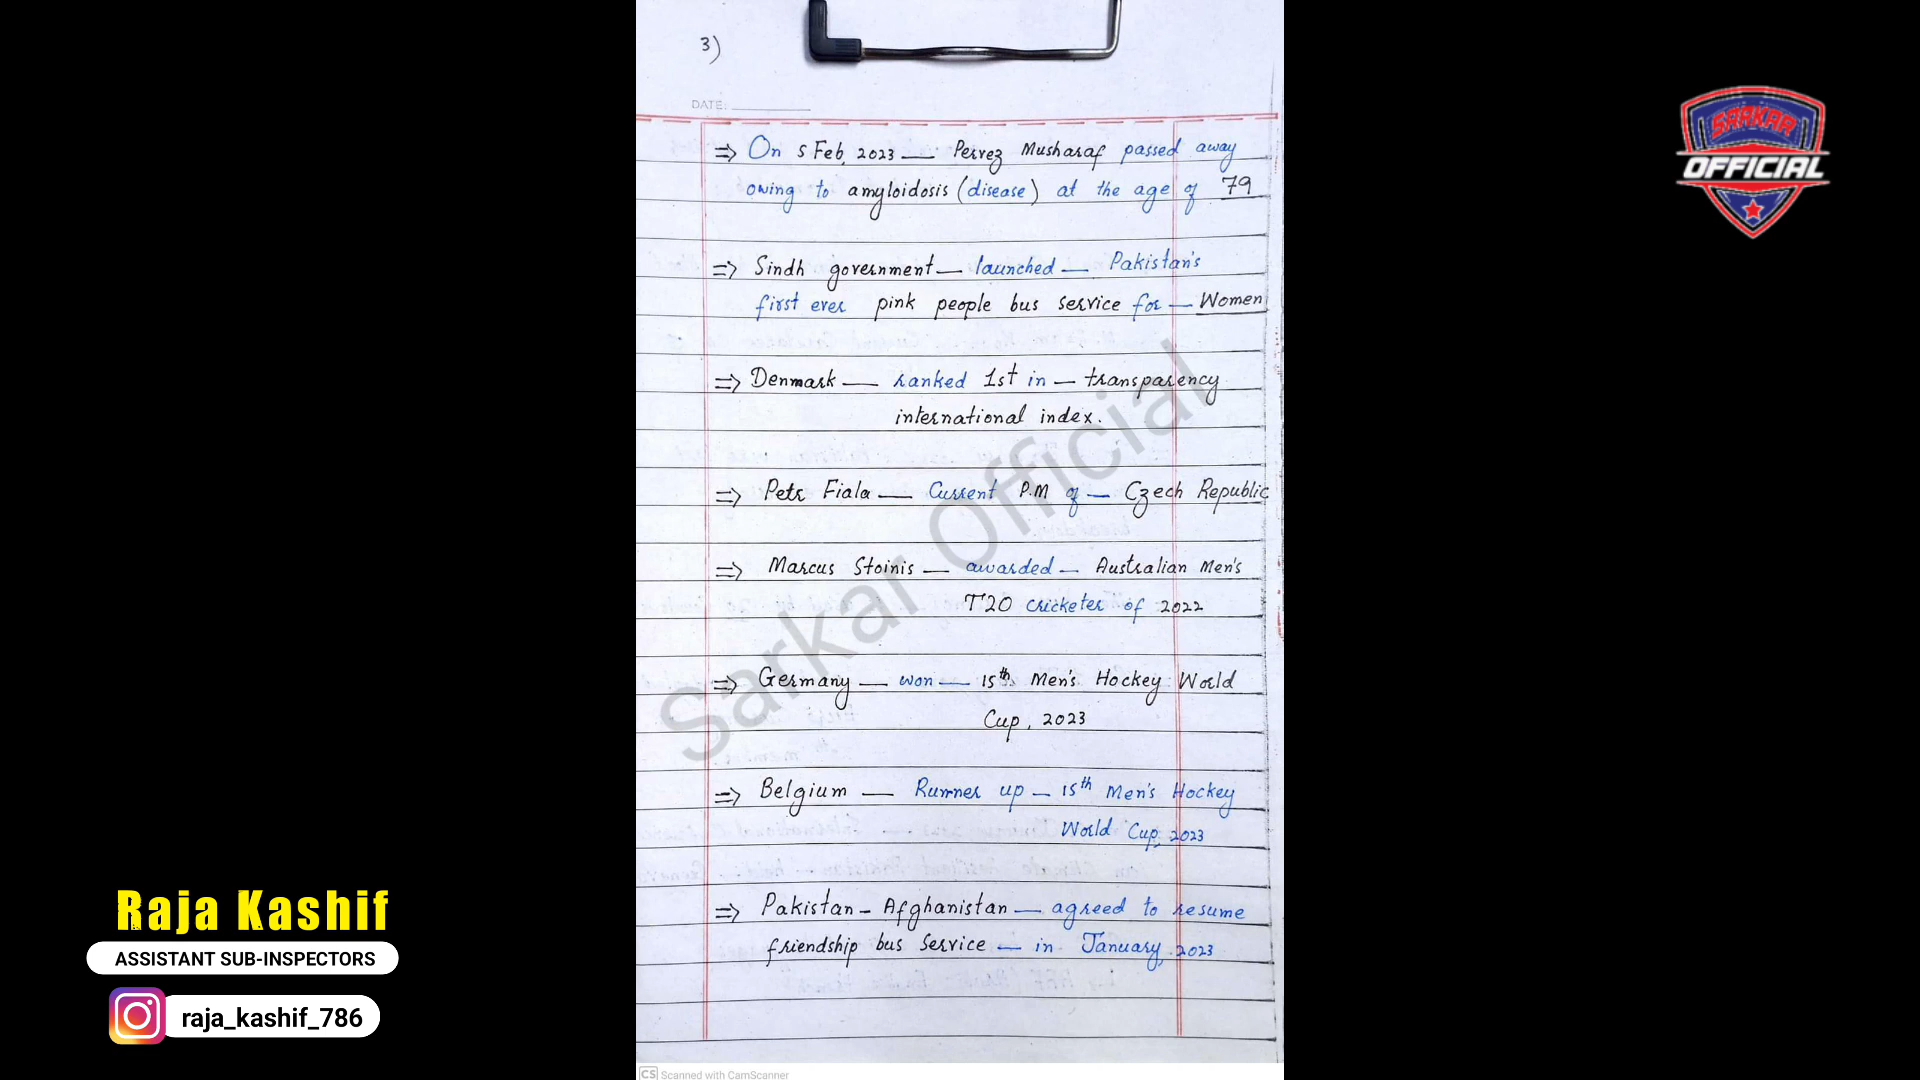 3)
DATE:
⇒ On 5 Feb, 2023 — Pervez Musharaf passed away
owing to amyloidosis (disease) at the age of 79
⇒ Sindh government — launched — Pakistan's
first ever pink people bus service for — Women
⇒ Denmark — ranked 1st in — transparency
international index.
⇒ Petr Fiala — Current P.M of — Czech Republic
⇒ Marcus Stoinis — awarded — Australian Men's
T20 cricketer of 2022
⇒ Germany — won — 15th Men's Hockey World
Cup, 2023
⇒ Belgium — Runner up — 15th Men's Hockey
World Cup, 2023
⇒ Pakistan - Afghanistan — agreed to resume
friendship bus service — in January, 2023
Sarkar Official
CS Scanned with CamScanner
SARKAR
OFFICIAL
Raja Kashif
ASSISTANT SUB-INSPECTORS
raja_kashif_786